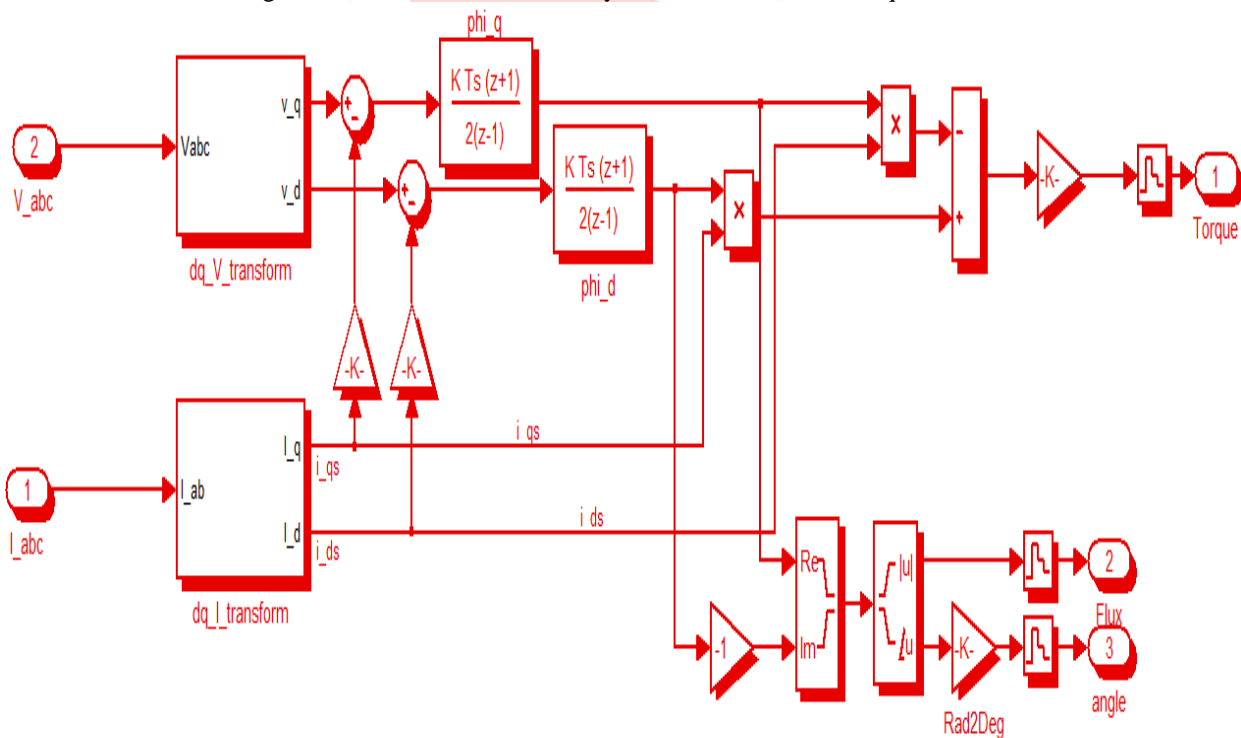 phi_q
K Ts (z+1)
2(z-1)
v_q
Vabc
v_d
dq_V_transform
2
V_abc
+
-
+
-
K Ts (z+1)
2(z-1)
phi_d
×
×
-
+
-K-
1
Torque
-K-
-K-
I_q
i_qs
I_ab
I_d
i_ds
dq_I_transform
1
I_abc
i_qs
i_ds
-1
Re
Im
|u|
∠u
-K-
Rad2Deg
2
Flux
3
angle